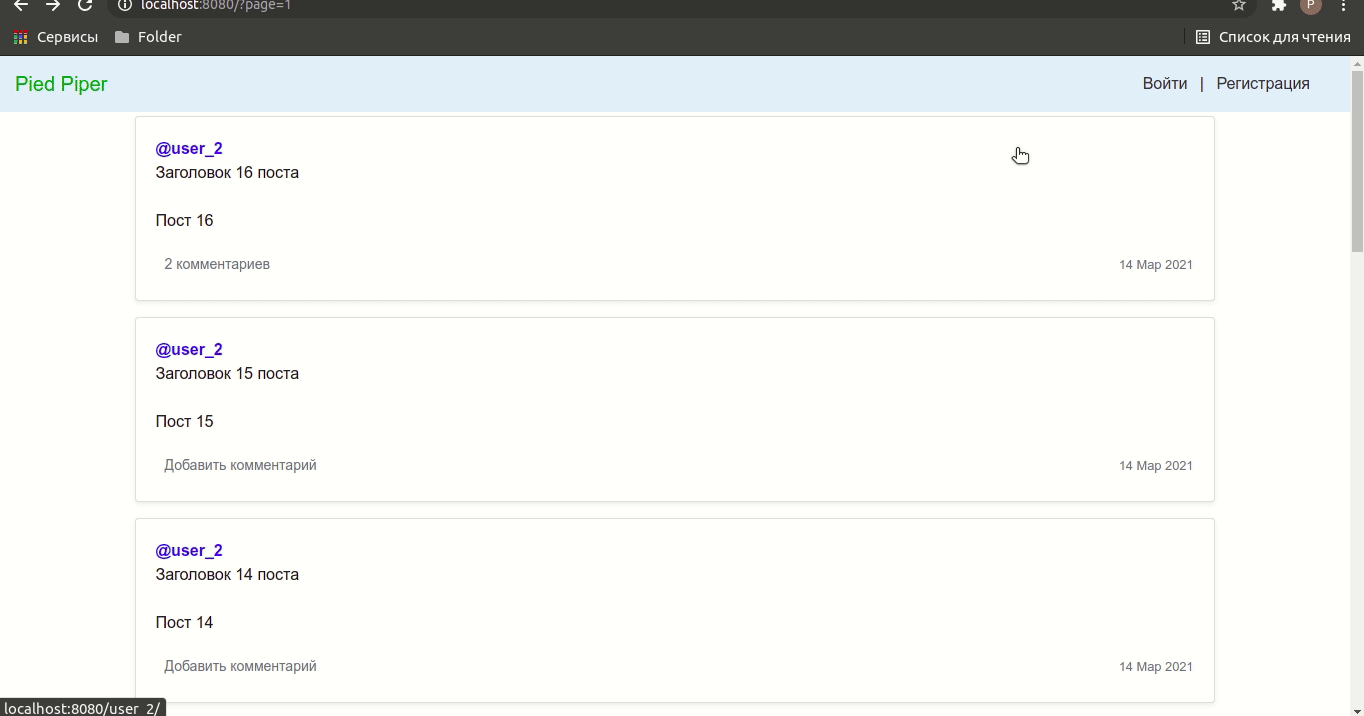 localhost:8080/?page=1
P
Сервисы Folder Список для чтения
Pied Piper Войти | Регистрация
@user_2
Заголовок 16 поста
Пост 16
2 комментариев 14 Мар 2021
@user_2
Заголовок 15 поста
Пост 15
Добавить комментарий 14 Мар 2021
@user_2
Заголовок 14 поста
Пост 14
Добавить комментарий 14 Мар 2021
localhost:8080/user_2/